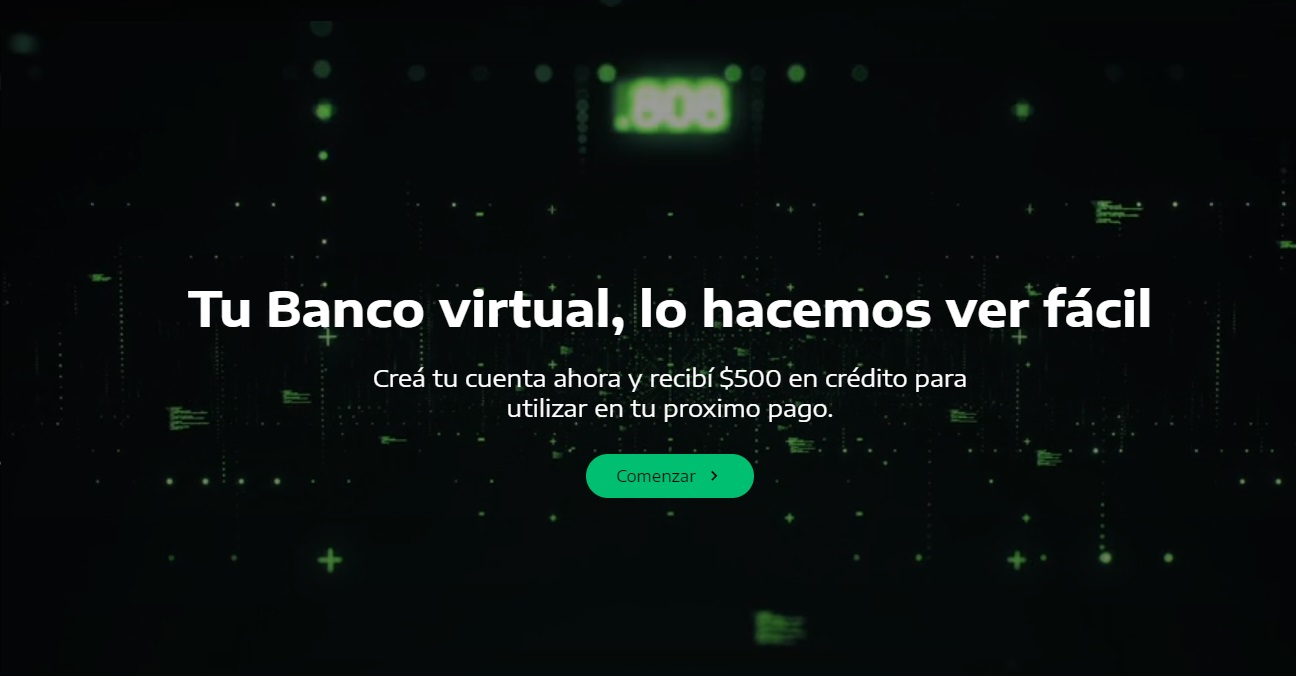 .808
Tu Banco virtual, lo hacemos ver fácil
Creá tu cuenta ahora y recibí $500 en crédito para
utilizar en tu proximo pago.
Comenzar